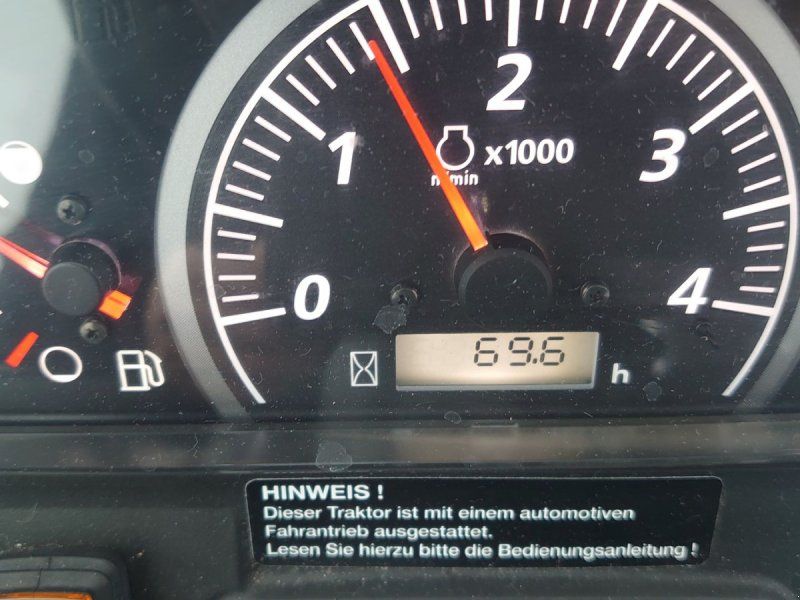 2
1
x1000
n/min
3
0
4
69.6 h
HINWEIS !
Dieser Traktor ist mit einem automotiven
Fahrantrieb ausgestattet.
Lesen Sie hierzu bitte die Bedienungsanleitung !